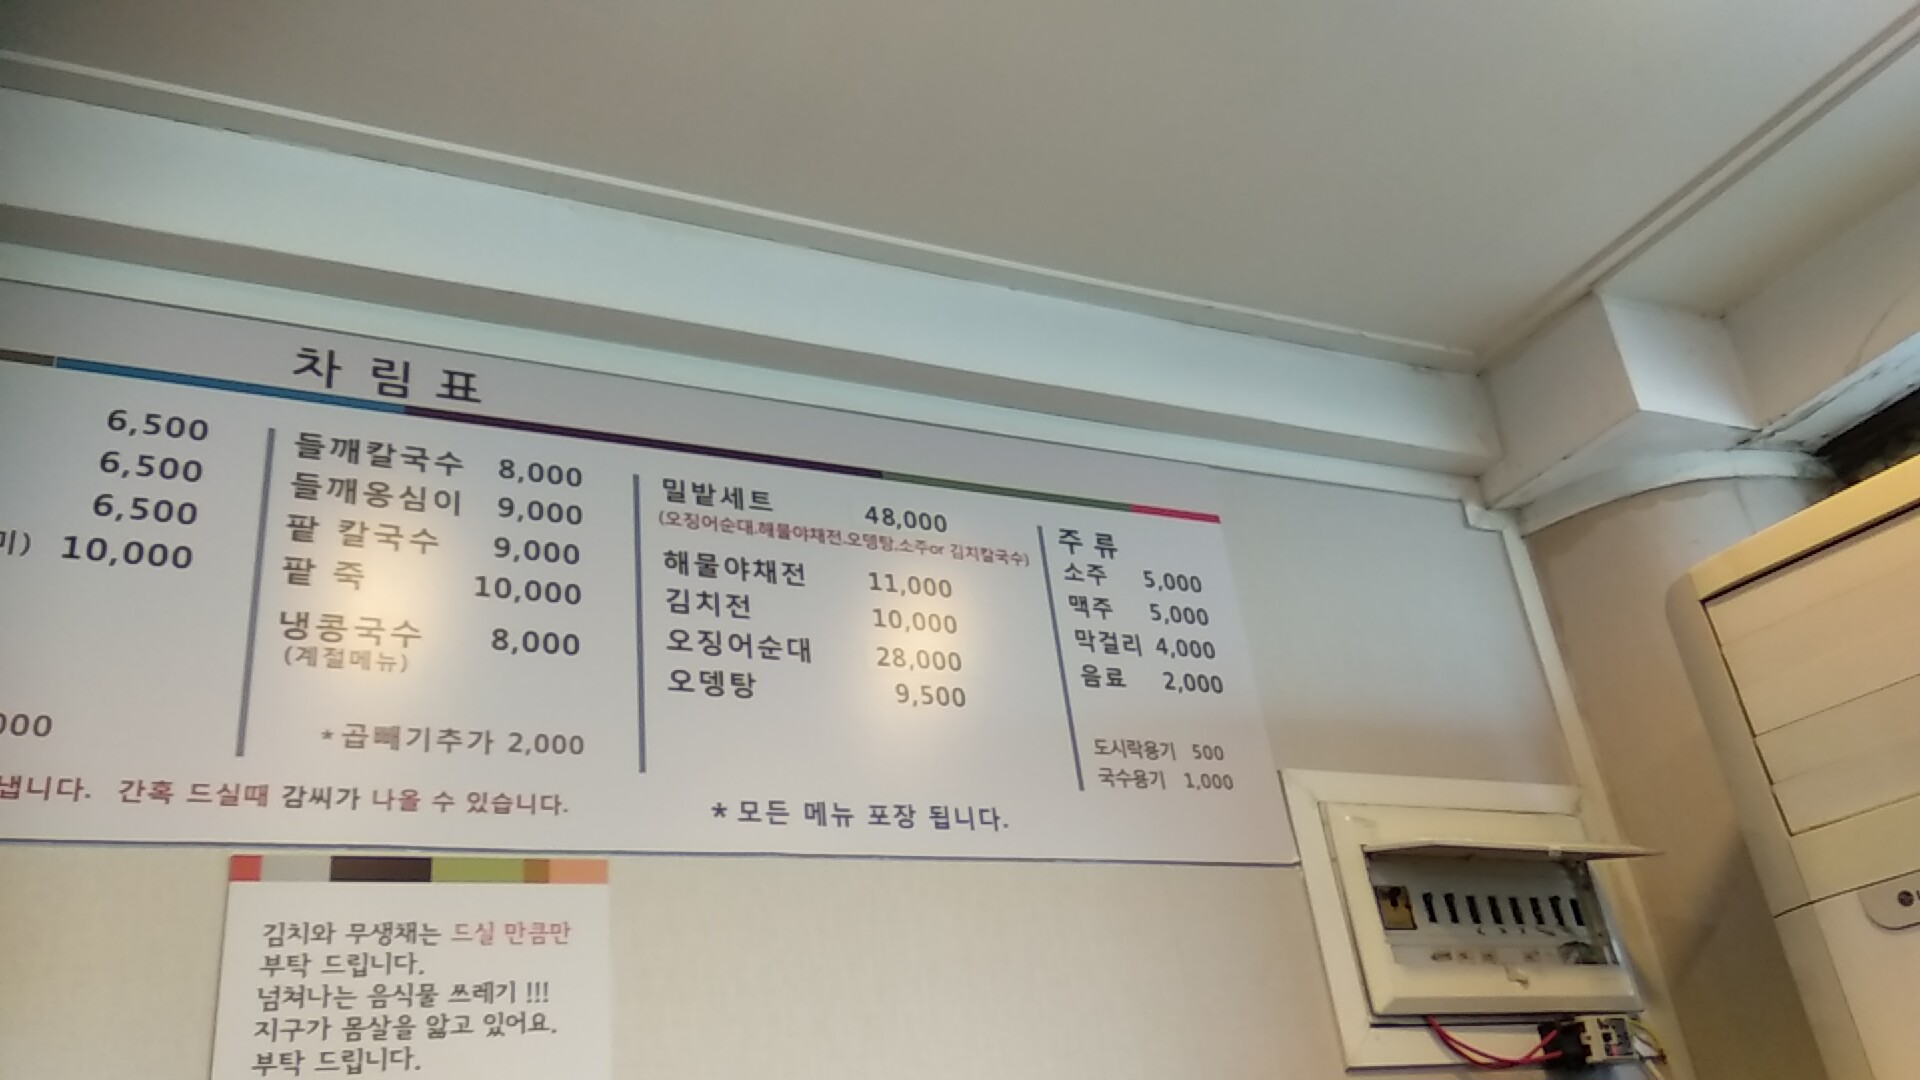 차림표
6,500
6,500
6,500
미) 10,000
000
들깨칼국수 8,000
들깨옹심이 9,000
팥 칼국수 9,000
팥 죽 10,000
냉콩국수 8,000
(계절메뉴)
*곱빼기추가 2,000
밀밭세트 48,000
(오징어순대.해물야채전.오뎅탕.소주or 김치칼국수)
해물야채전 11,000
김치전 10,000
오징어순대 28,000
오뎅탕 9,500
주류
소주 5,000
맥주 5,000
막걸리 4,000
음료 2,000
도시락용기 500
국수용기 1,000
냅니다. 간혹 드실때 감씨가 나올 수 있습니다.
* 모든 메뉴 포장 됩니다.
김치와 무생채는 드실 만큼만
부탁 드립니다.
넘쳐나는 음식물 쓰레기 !!!
지구가 몸살을 앓고 있어요.
부탁 드립니다.